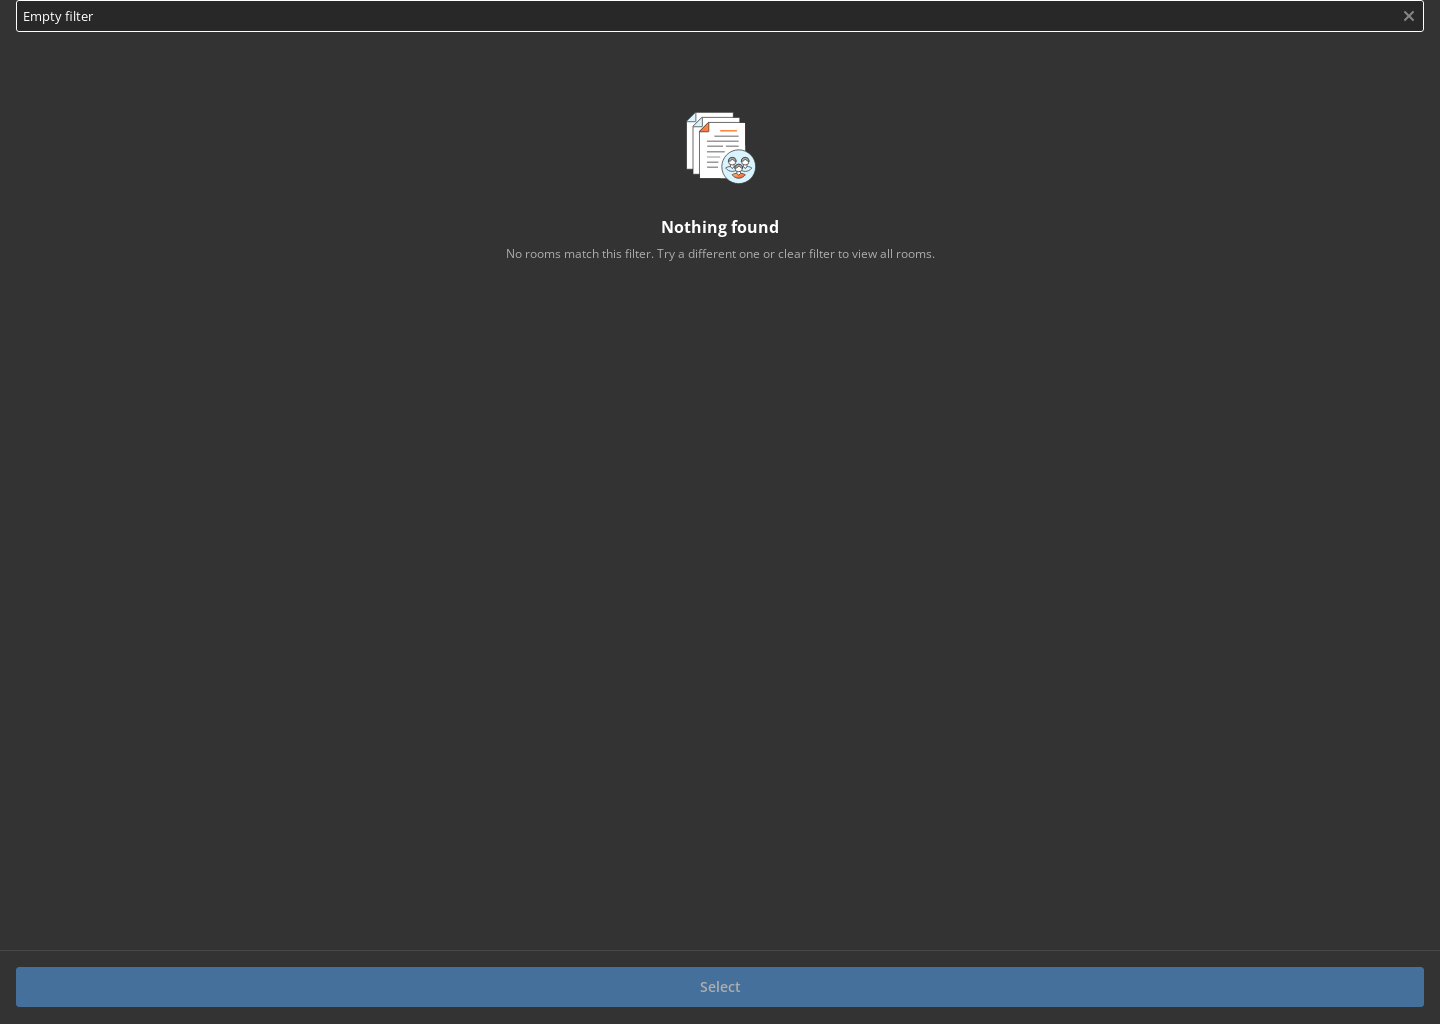 Empty filter
Nothing found
No rooms match this filter. Try a different one or clear filter to view all rooms.
Select